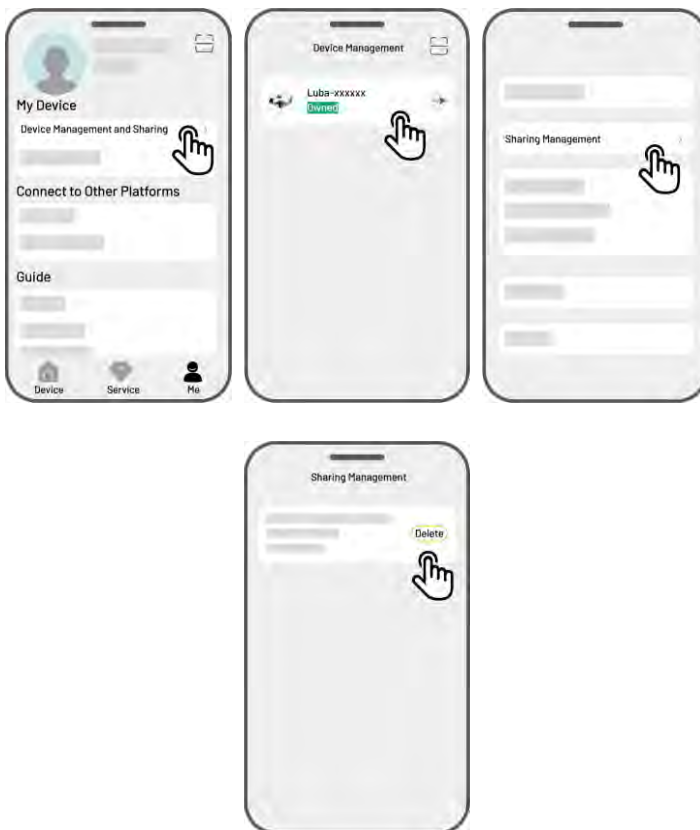 My Device
Device Management and Sharing
Connect to Other Platforms
Guide
Device Service Me
Device Management
Luba-xxxxxx
Owned
Sharing Management
Sharing Management
Delete